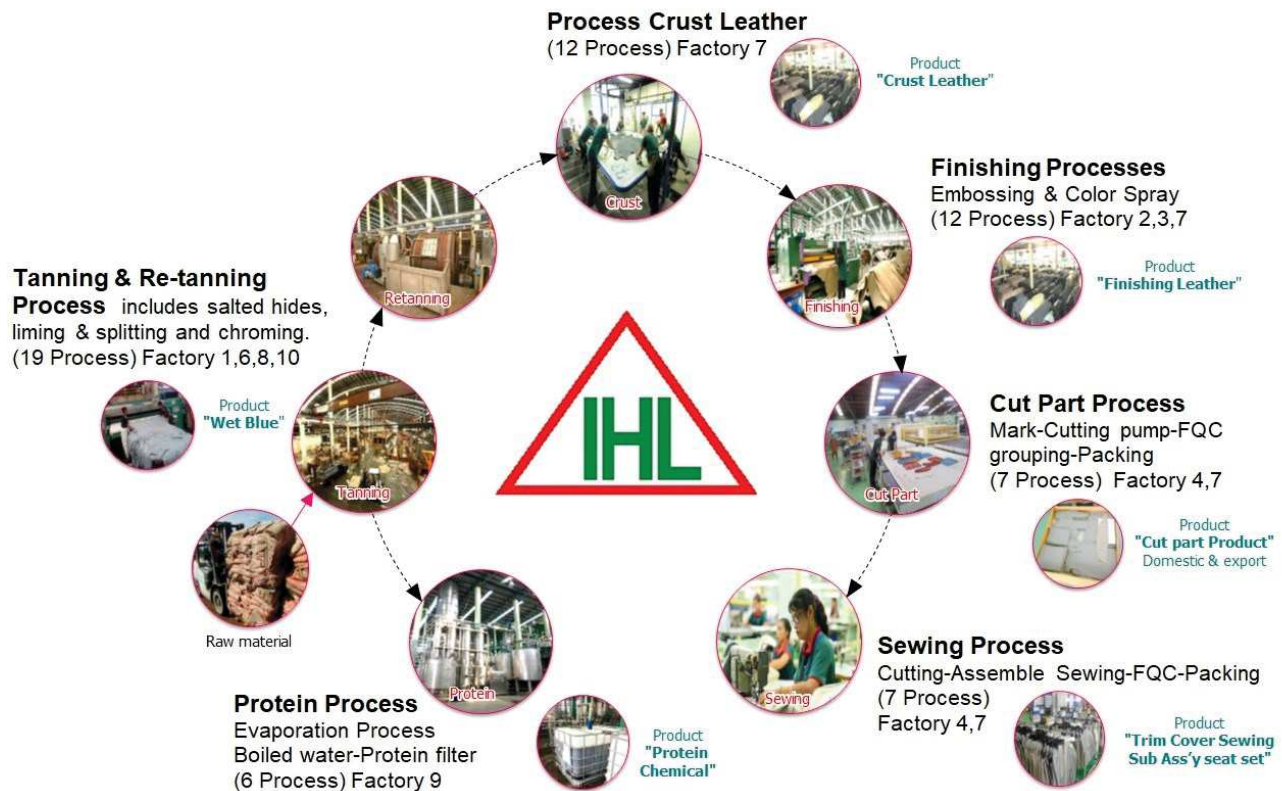 Process Crust Leather
(12 Process) Factory 7
Product
"Crust Leather"
Crust
Finishing Processes
Embossing & Color Spray
(12 Process) Factory 2,3,7
Product
"Finishing Leather"
Finishing
Retanning
Tanning & Re-tanning
Process includes salted hides,
liming & splitting and chroming.
(19 Process) Factory 1,6,8,10
Product
"Wet Blue"
Tanning
IHL
Cut Part Process
Mark-Cutting pump-FQC
grouping-Packing
(7 Process) Factory 4,7
Product
"Cut part Product"
Domestic & export
Cut Part
Raw material
Protein
Protein Process
Evaporation Process
Boiled water-Protein filter
(6 Process) Factory 9
Product
"Protein
Chemical"
Sewing
Sewing Process
Cutting-Assemble Sewing-FQC-Packing
(7 Process)
Factory 4,7
Product
"Trim Cover Sewing
Sub Ass'y seat set"